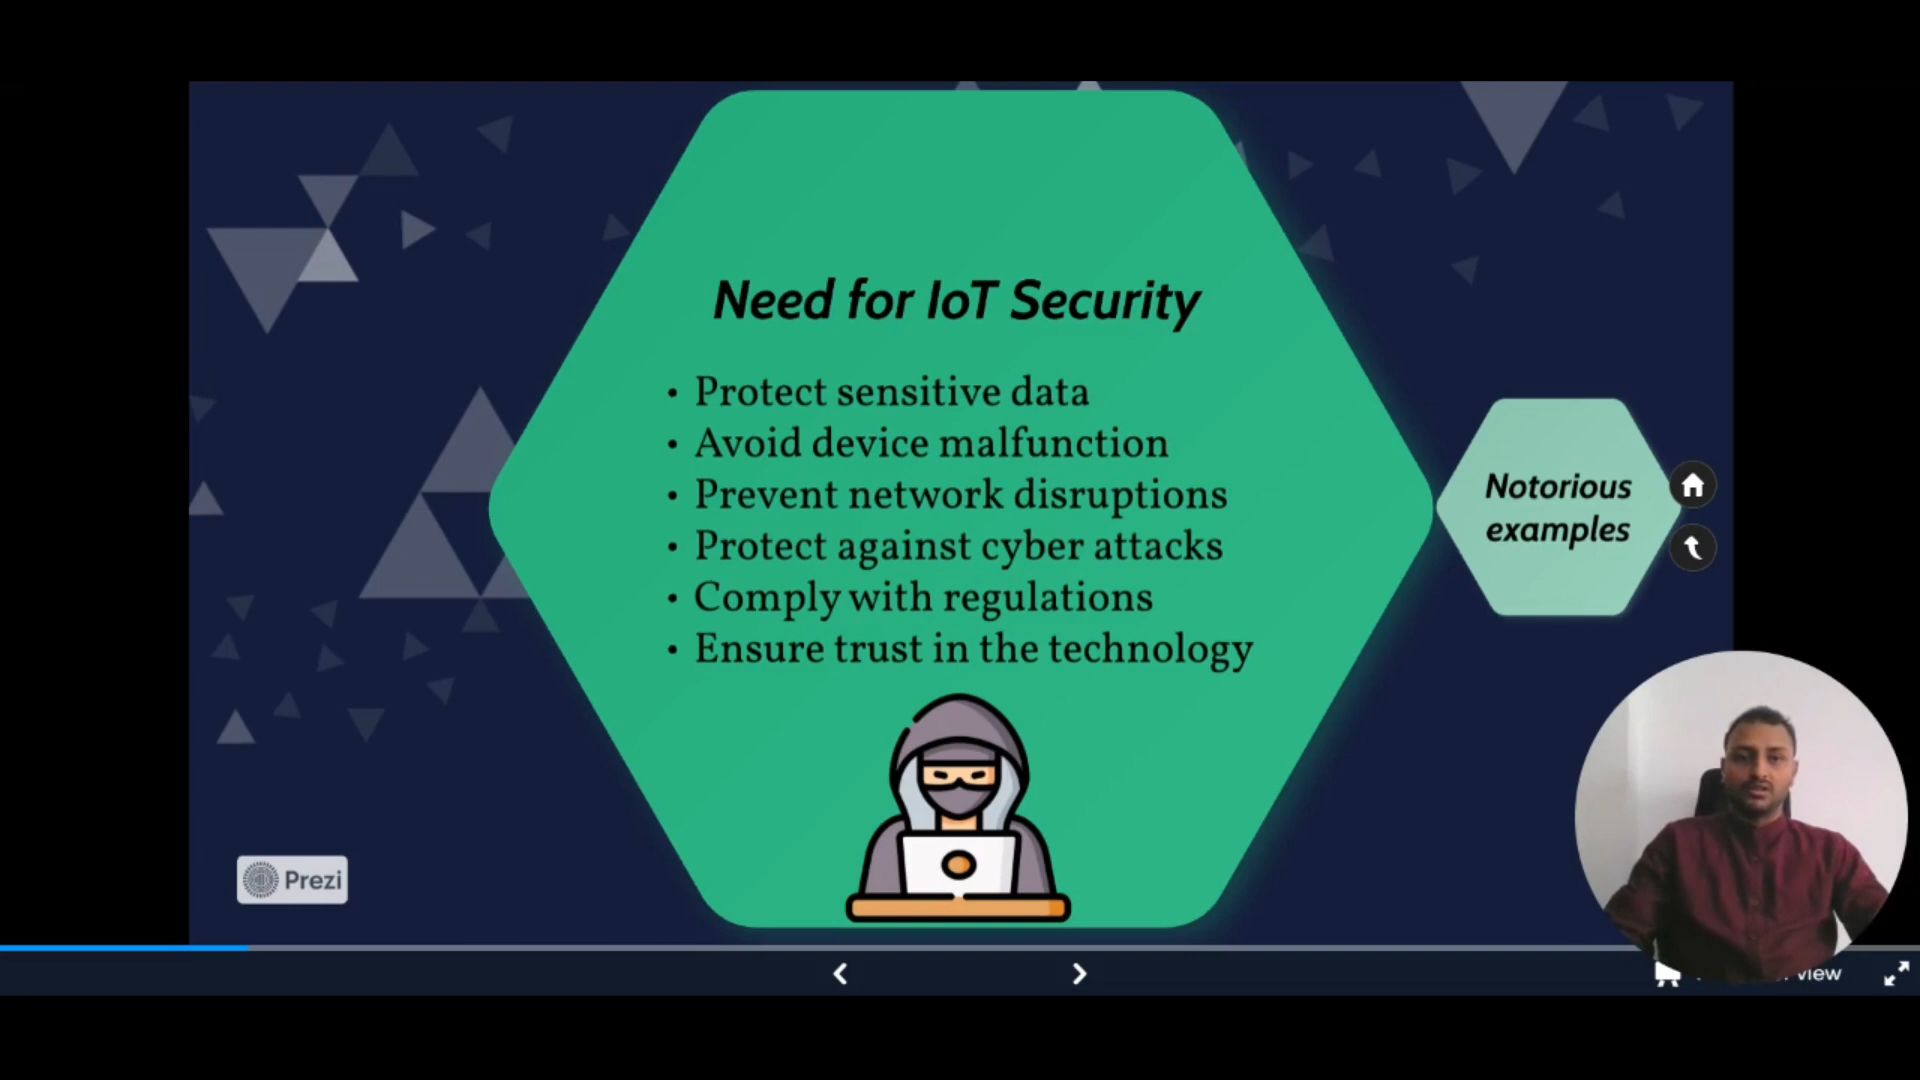 Need for IoT Security
• Protect sensitive data
• Avoid device malfunction
• Prevent network disruptions
• Protect against cyber attacks
• Comply with regulations
• Ensure trust in the technology
Notorious
examples
Prezi
view